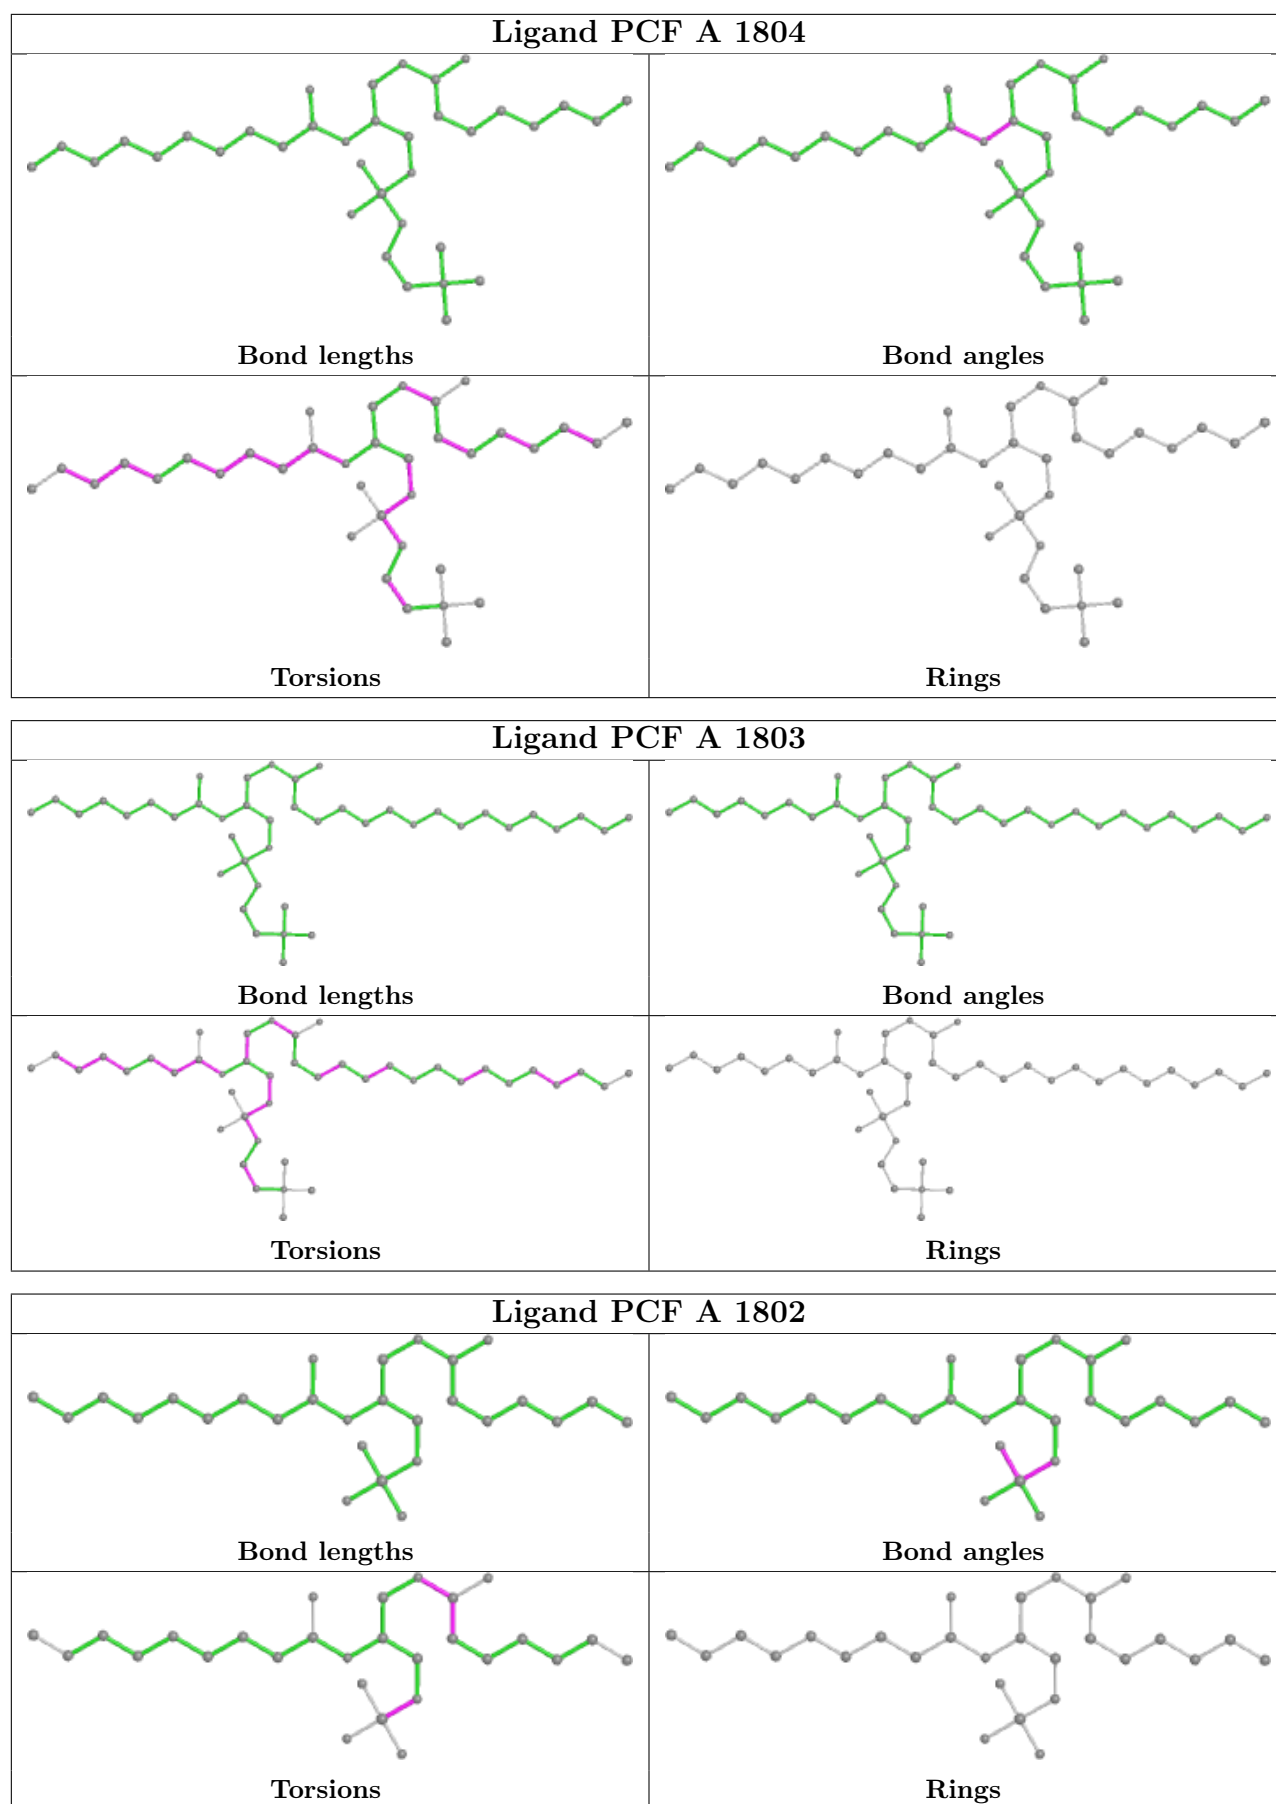 Ligand PCF A 1804
Bond lengths
Bond angles
Torsions
Rings
Ligand PCF A 1803
Bond lengths
Bond angles
Torsions
Rings
Ligand PCF A 1802
Bond lengths
Bond angles
Torsions
Rings